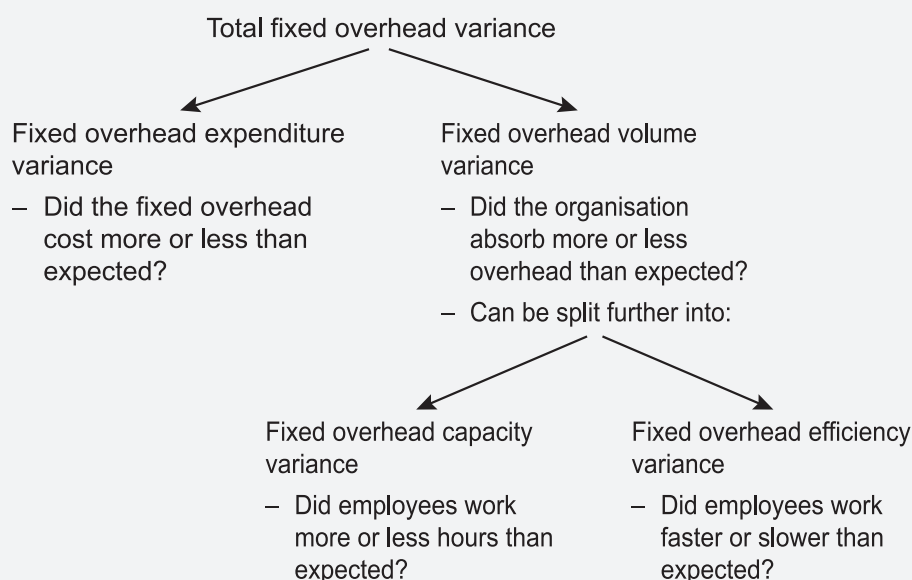 Total fixed overhead variance
Fixed overhead expenditure
variance
– Did the fixed overhead
cost more or less than
expected?
Fixed overhead volume
variance
– Did the organisation
absorb more or less
overhead than expected?
– Can be split further into:
Fixed overhead capacity
variance
– Did employees work
more or less hours than
expected?
Fixed overhead efficiency
variance
– Did employees work
faster or slower than
expected?